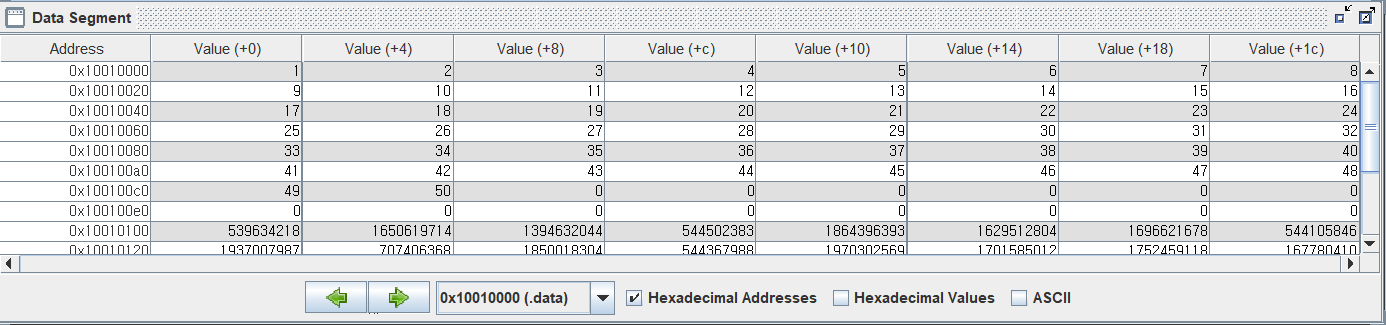 Data Segment
Address Value (+0) Value (+4) Value (+8) Value (+c) Value (+10) Value (+14) Value (+18) Value (+1c)
0x10010000 1 2 3 4 5 6 7 8
0x10010020 9 10 11 12 13 14 15 16
0x10010040 17 18 19 20 21 22 23 24
0x10010060 25 26 27 28 29 30 31 32
0x10010080 33 34 35 36 37 38 39 40
0x100100a0 41 42 43 44 45 46 47 48
0x100100c0 49 50 0 0 0 0 0 0
0x100100e0 0 0 0 0 0 0 0 0
0x10010100 539634218 1650619714 1394632044 544502383 1864396393 1629512804 1696621678 544105846
0x10010120 1937007987 707406368 1850018304 544367988 1970302569 1701585012 1752459118 167780410
0x10010000 (.data) Hexadecimal Addresses Hexadecimal Values ASCII